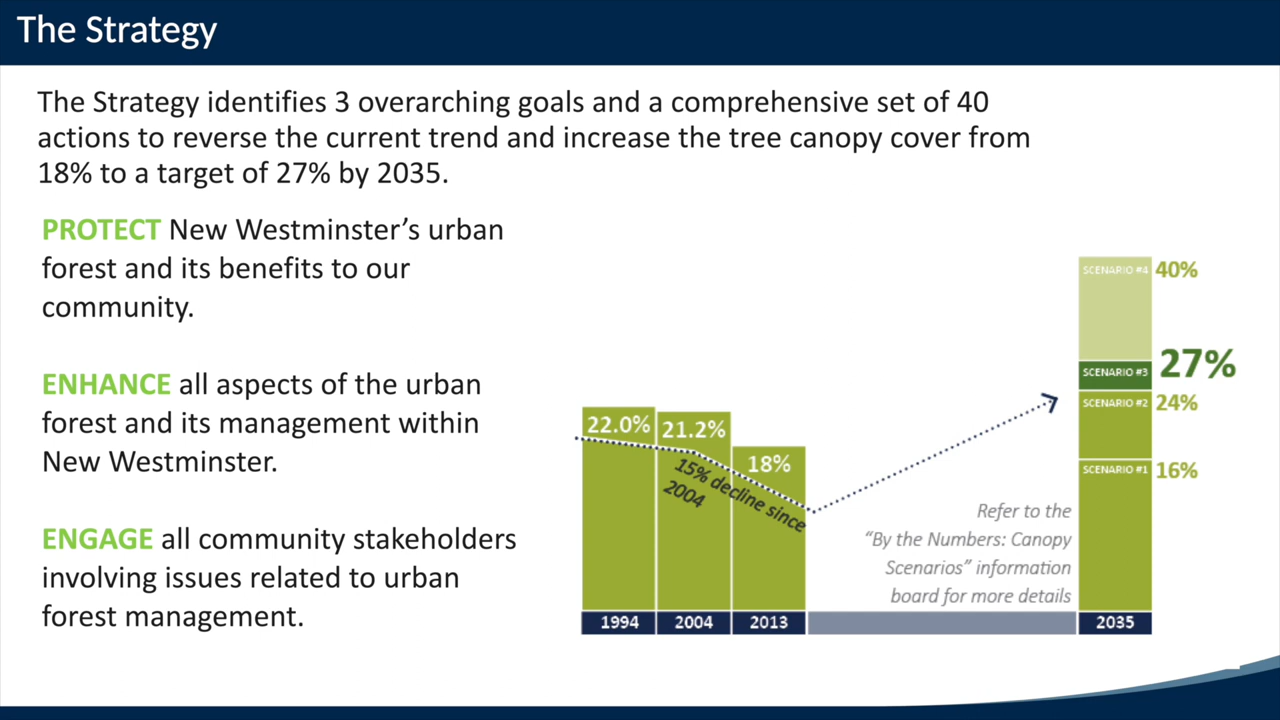 The Strategy
The Strategy identifies 3 overarching goals and a comprehensive set of 40
actions to reverse the current trend and increase the tree canopy cover from
18% to a target of 27% by 2035.
PROTECT New Westminster’s urban
forest and its benefits to our
community.
ENHANCE all aspects of the urban
forest and its management within
New Westminster.
ENGAGE all community stakeholders
involving issues related to urban
forest management.
22.0%
21.2%
18%
15% decline since
2004
SCENARIO #4 40%
SCENARIO #3 27%
SCENARIO #2 24%
SCENARIO #1 16%
Refer to the
“By the Numbers: Canopy
Scenarios” information
board for more details
1994
2004
2013
2035